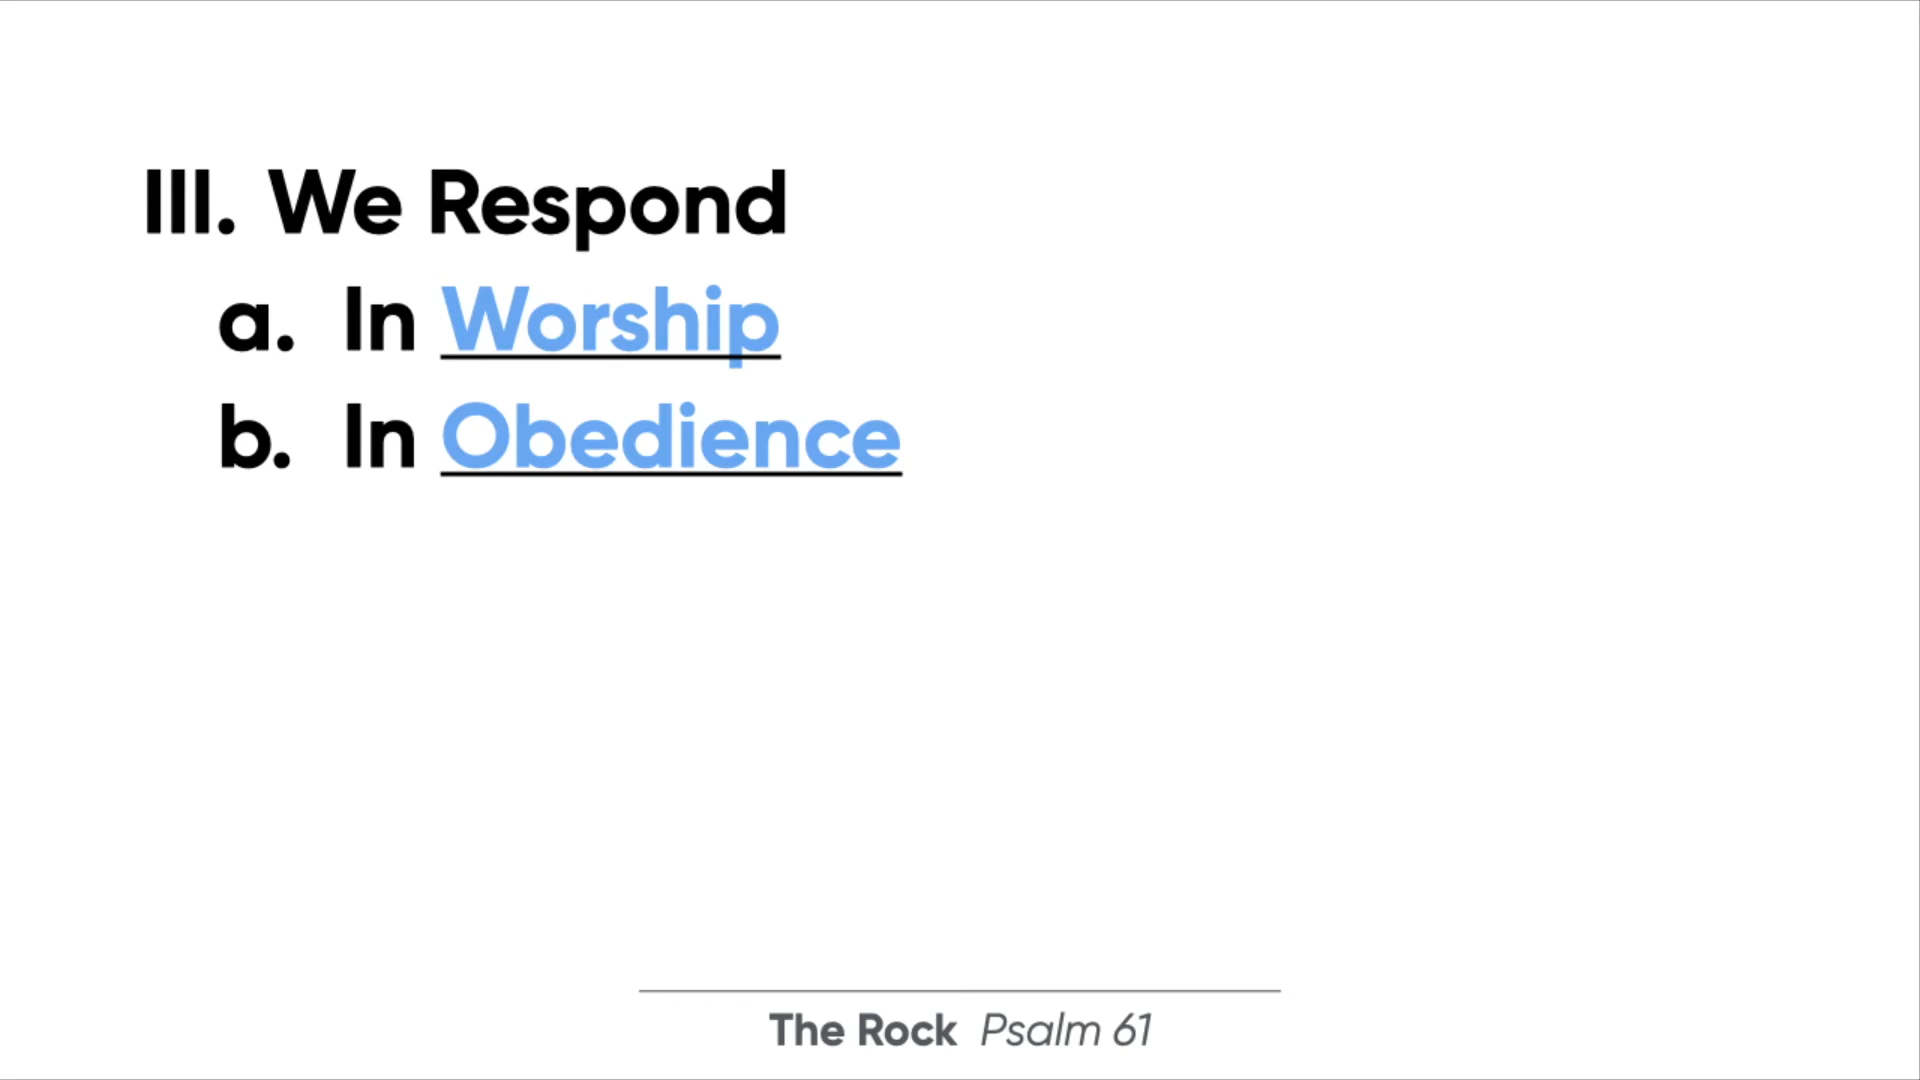 III. We Respond
a. In Worship
b. In Obedience
The Rock Psalm 61